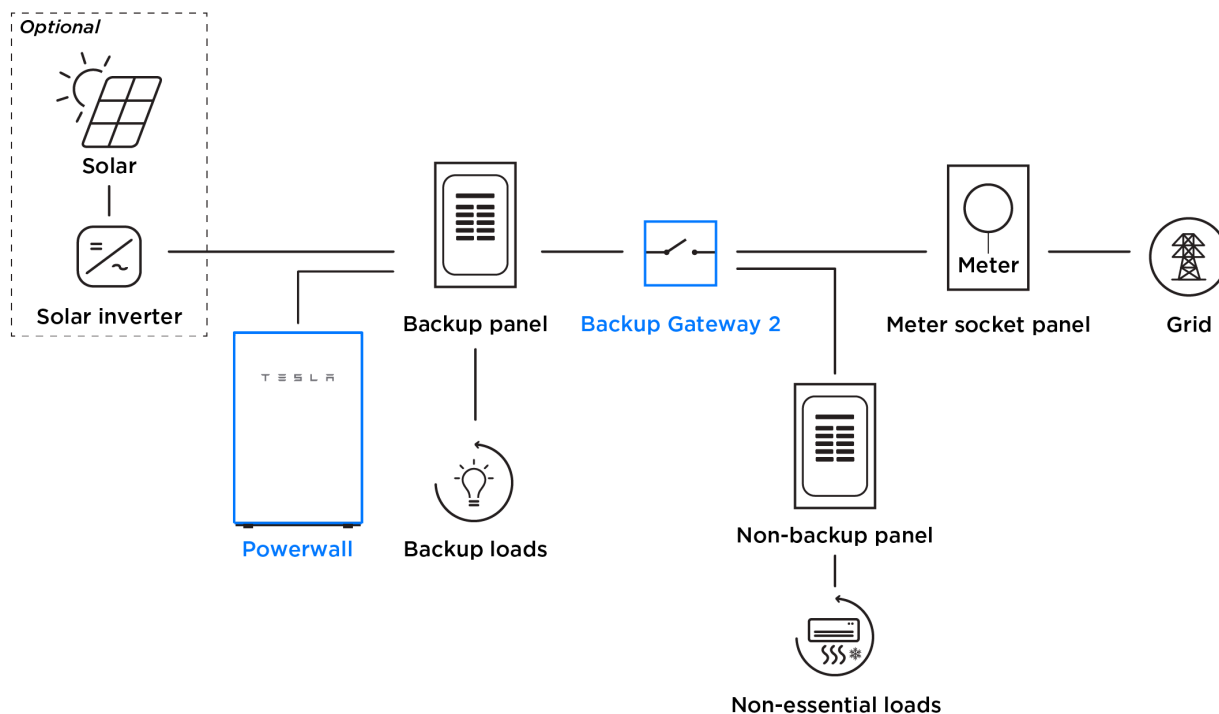 Optional
Solar
Solar inverter
TESLA
Powerwall
Backup panel
Backup loads
Backup Gateway 2
Meter
Meter socket panel
Grid
Non-backup panel
Non-essential loads